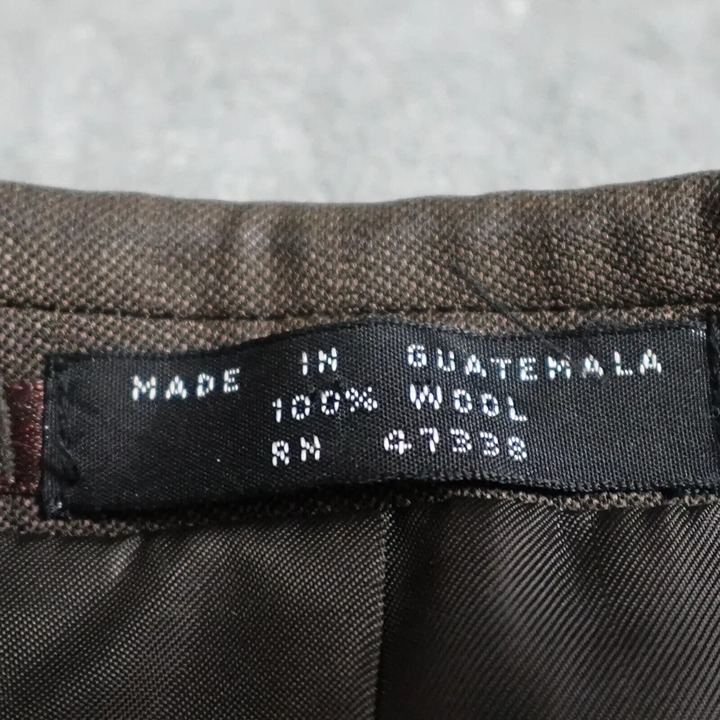 MADE IN GUATEMALA
100% WOOL
RN 47338